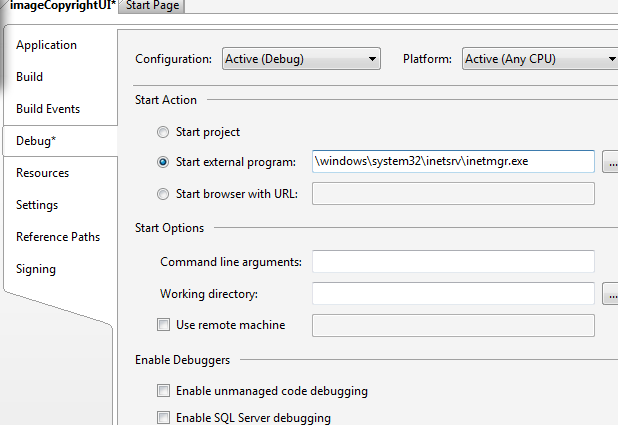 imageCopyrightUI* Start Page
Application
Configuration: Active (Debug) Platform: Active (Any CPU)
Build
Start Action
Build Events
Start project
Debug*
Start external program: \windows\system32\inetsrv\inetmgr.exe ...
Resources
Start browser with URL:
Settings
Start Options
Reference Paths
Command line arguments:
Signing
Working directory: ...
Use remote machine
Enable Debuggers
Enable unmanaged code debugging
Enable SQL Server debugging